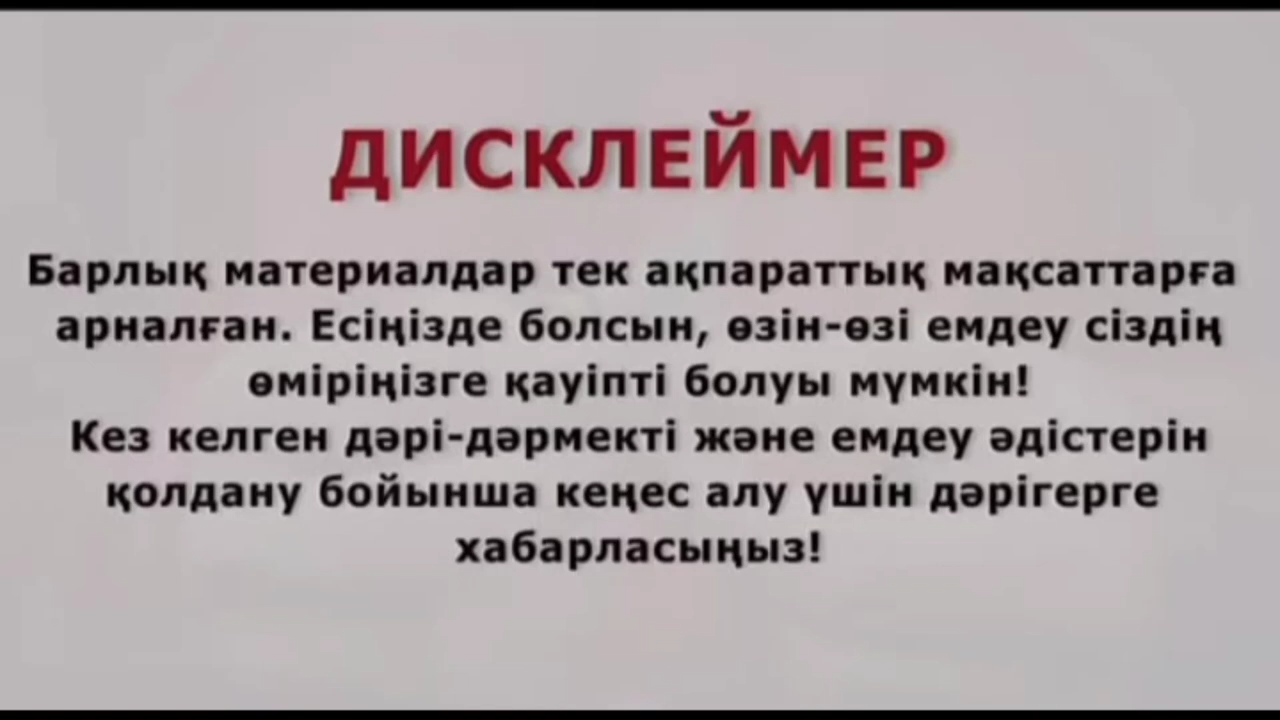 ДИСКЛЕЙМЕР
Барлық материалдар тек ақпараттық мақсаттарға
арналған. Есіңізде болсын, өзін-өзі емдеу сіздің
өміріңізге қауіпті болуы мүмкін!
Кез келген дәрі-дәрмекті және емдеу әдістерін
қолдану бойынша кеңес алу үшін дәрігерге
хабарласыңыз!